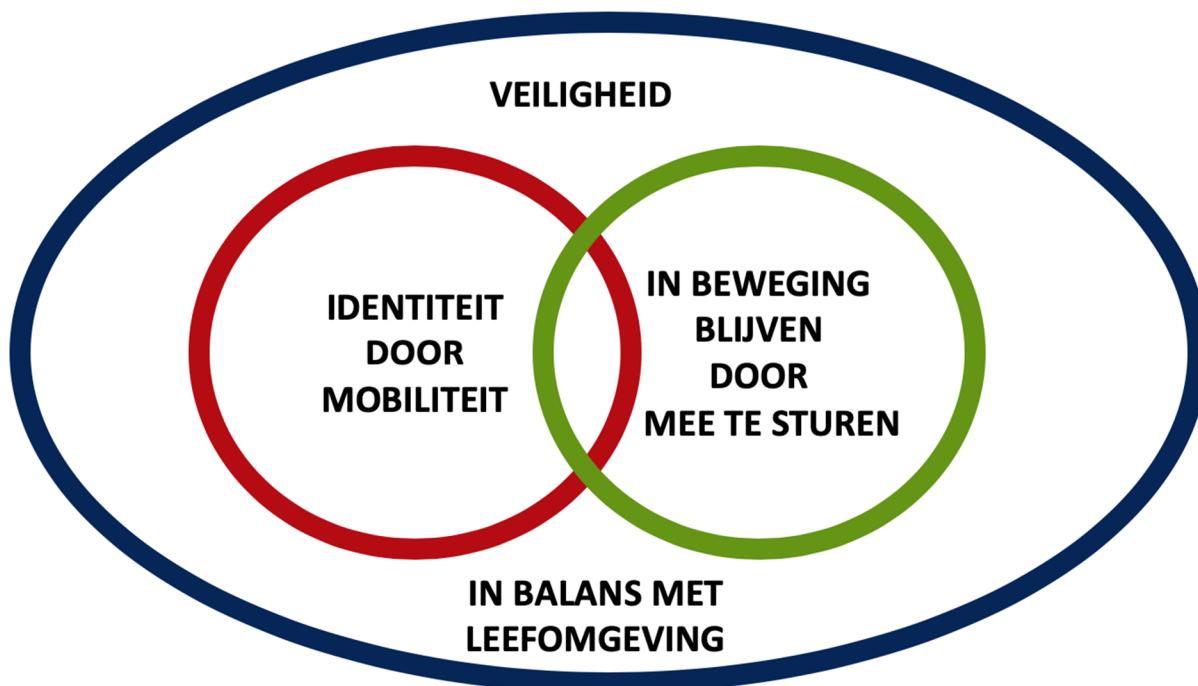 VEILIGHEID
IDENTITEIT
DOOR
MOBILITEIT
IN BEWEGING
BLIJVEN
DOOR
MEE TE STUREN
IN BALANS MET
LEEFOMGEVING